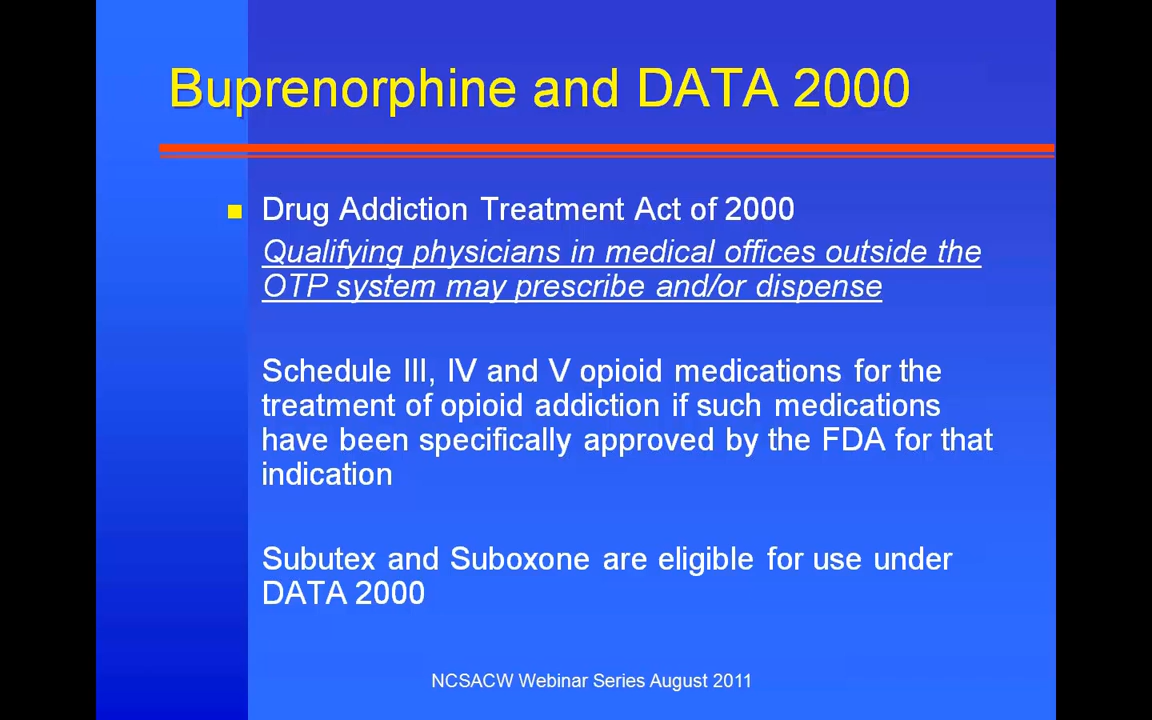 Buprenorphine and DATA 2000
Drug Addiction Treatment Act of 2000
Qualifying physicians in medical offices outside the
OTP system may prescribe and/or dispense
Schedule III, IV and V opioid medications for the
treatment of opioid addiction if such medications
have been specifically approved by the FDA for that
indication
Subutex and Suboxone are eligible for use under
DATA 2000
NCSACW Webinar Series August 2011